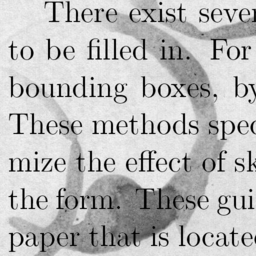 There exist sever
to be filled in. For
bounding boxes, by
These methods spec
mize the effect of sk
the form. These gui
paper that is locate